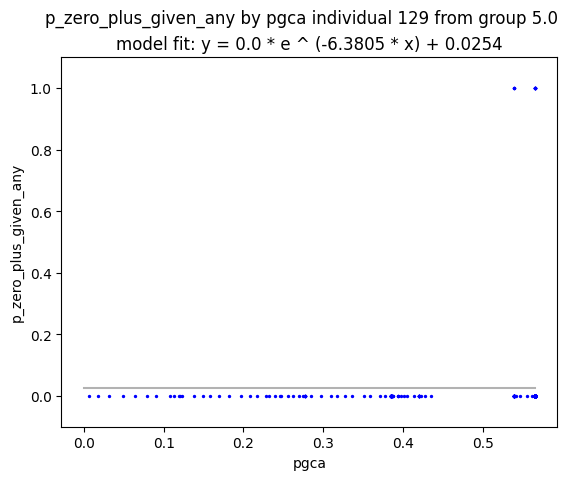 p_zero_plus_given_any by pgca individual 129 from group 5.0
model fit: y = 0.0 * e ^ (-6.3805 * x) + 0.0254
1.0
0.8
0.6
0.4
0.2
0.0
p_zero_plus_given_any
0.0 0.1 0.2 0.3 0.4 0.5
pgca